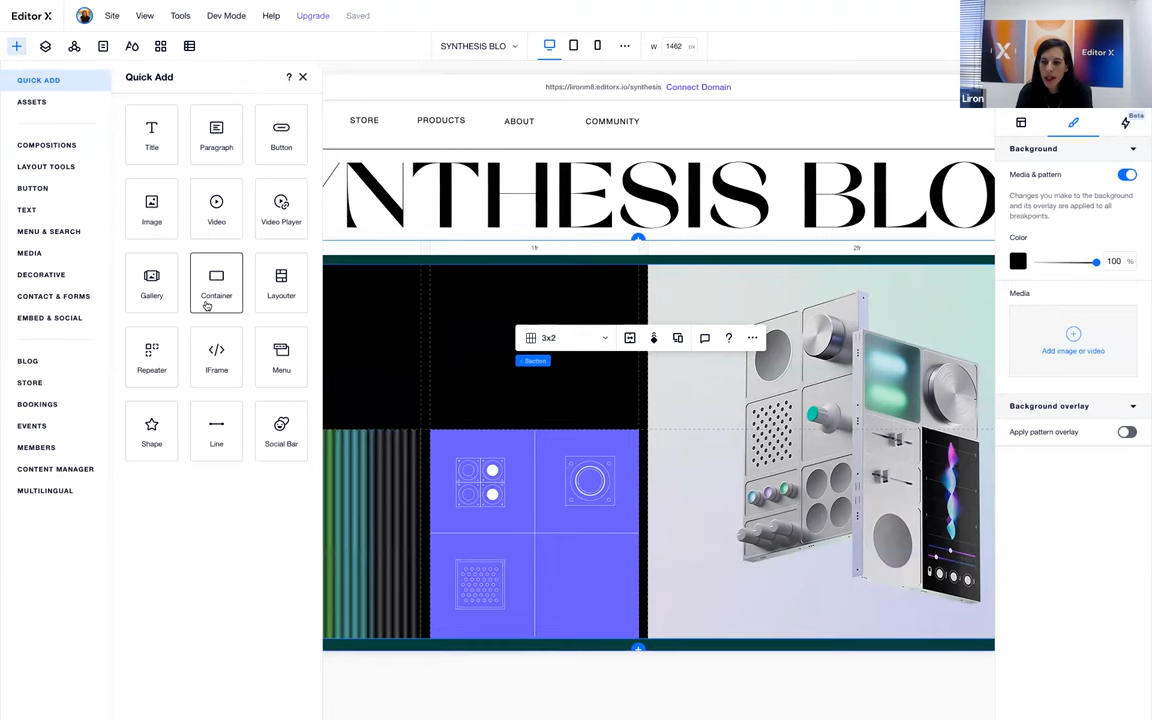 Editor X
Site
View
Tools
Dev Mode
Help
Upgrade
Saved
X
Editor X
Liron
SYNTHESIS BLO
W
1462
px
QUICK ADD
ASSETS
COMPOSITIONS
LAYOUT TOOLS
BUTTON
TEXT
MENU & SEARCH
MEDIA
DECORATIVE
CONTACT & FORMS
EMBED & SOCIAL
BLOG
STORE
BOOKINGS
EVENTS
MEMBERS
CONTENT MANAGER
MULTILINGUAL
Quick Add
?
Title
Paragraph
Button
Image
Video
Video Player
Gallery
Container
Layouter
Repeater
IFrame
Menu
Shape
Line
Social Bar
https://lironm8.editorx.io/synthesis Connect Domain
STORE
PRODUCTS
ABOUT
COMMUNITY
YNTHESIS BLO
1fr
2fr
3x2
?
Section
Beta
Background
Media & pattern
Changes you make to the background
and its overlay are applied to all
breakpoints.
Color
100
%
Media
Add image or video
Background overlay
Apply pattern overlay